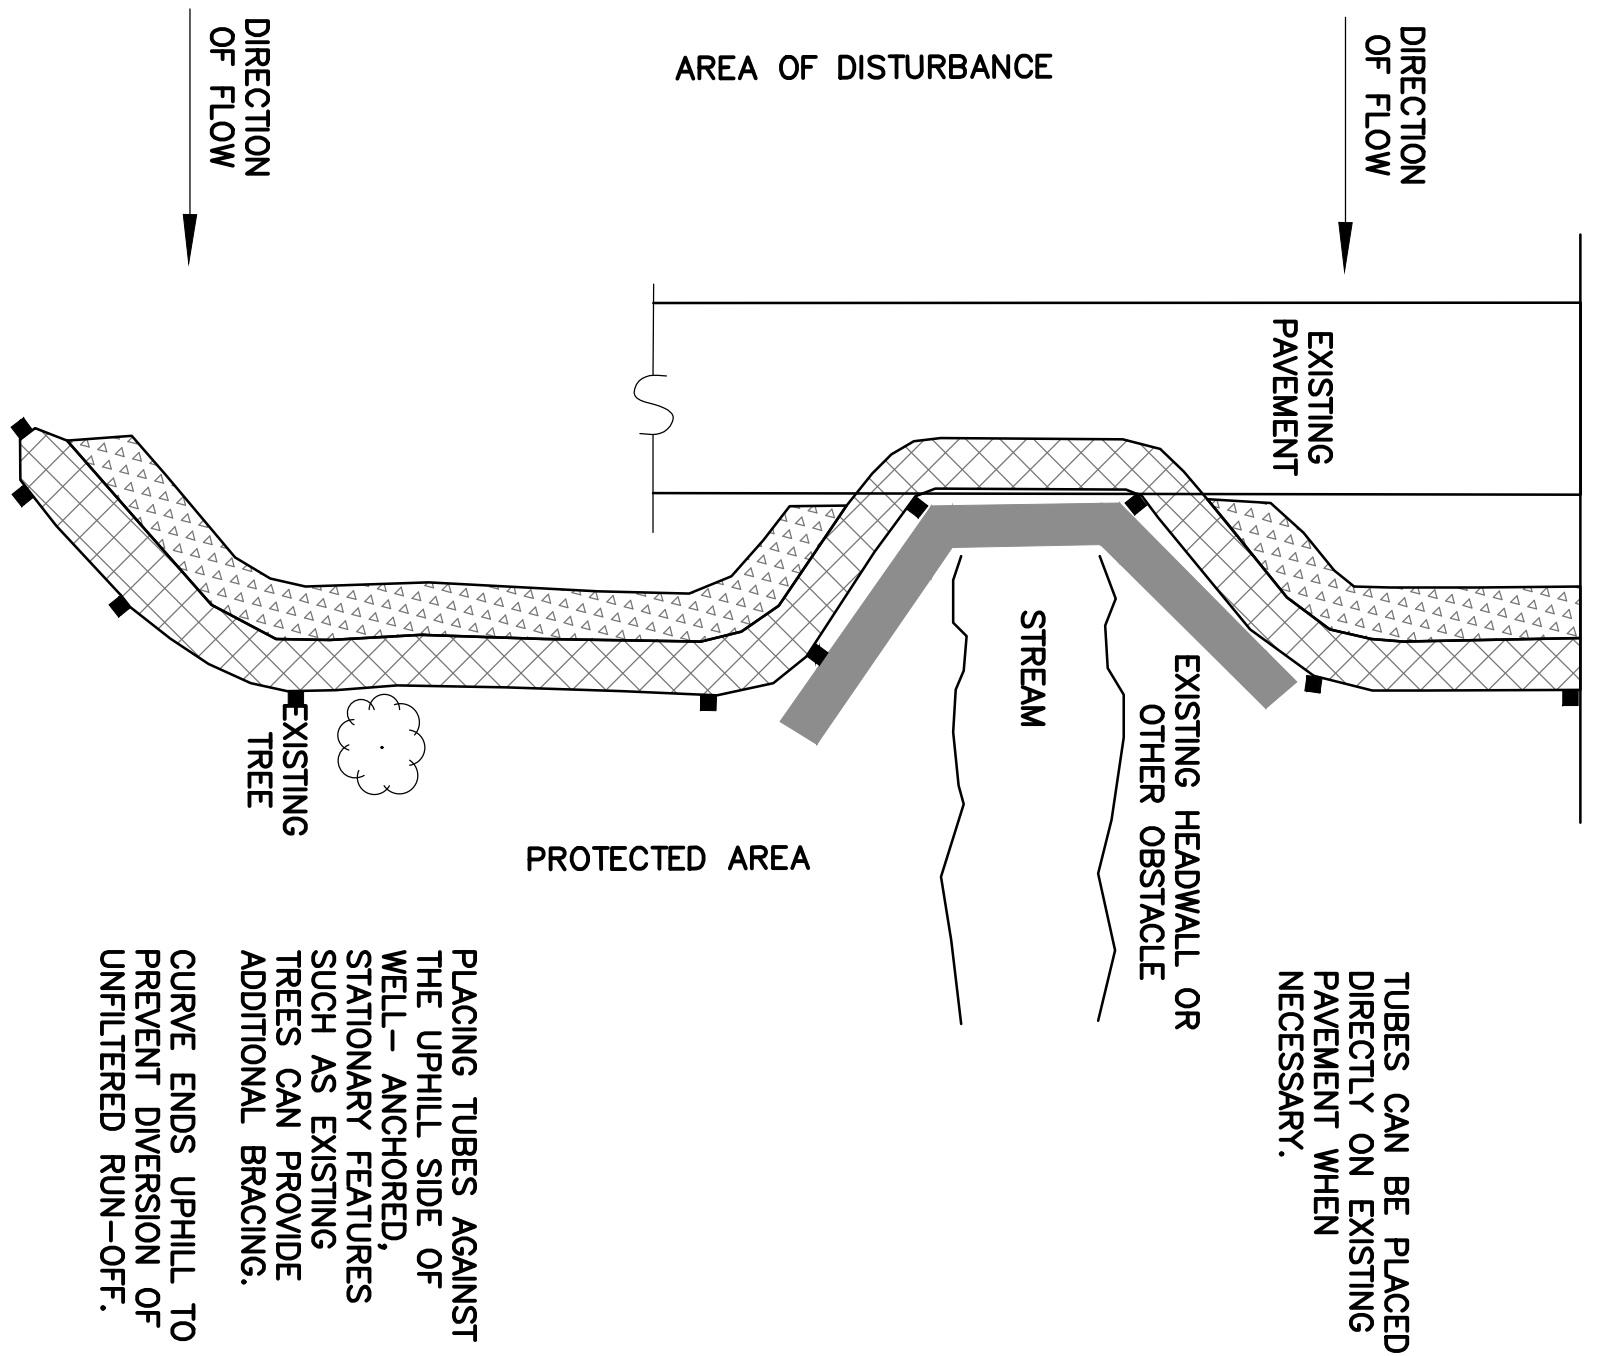 DIRECTION
OF FLOW
AREA OF DISTURBANCE
DIRECTION
OF FLOW
EXISTING
PAVEMENT
STREAM
EXISTING HEADWALL OR
OTHER OBSTACLE
EXISTING
TREE
PROTECTED AREA
TUBES CAN BE PLACED
DIRECTLY ON EXISTING
PAVEMENT WHEN
NECESSARY.
PLACING TUBES AGAINST
THE UPHILL SIDE OF
WELL- ANCHORED,
STATIONARY FEATURES
SUCH AS EXISTING
TREES CAN PROVIDE
ADDITIONAL BRACING.
CURVE ENDS UPHILL TO
PREVENT DIVERSION OF
UNFILTERED RUN-OFF.